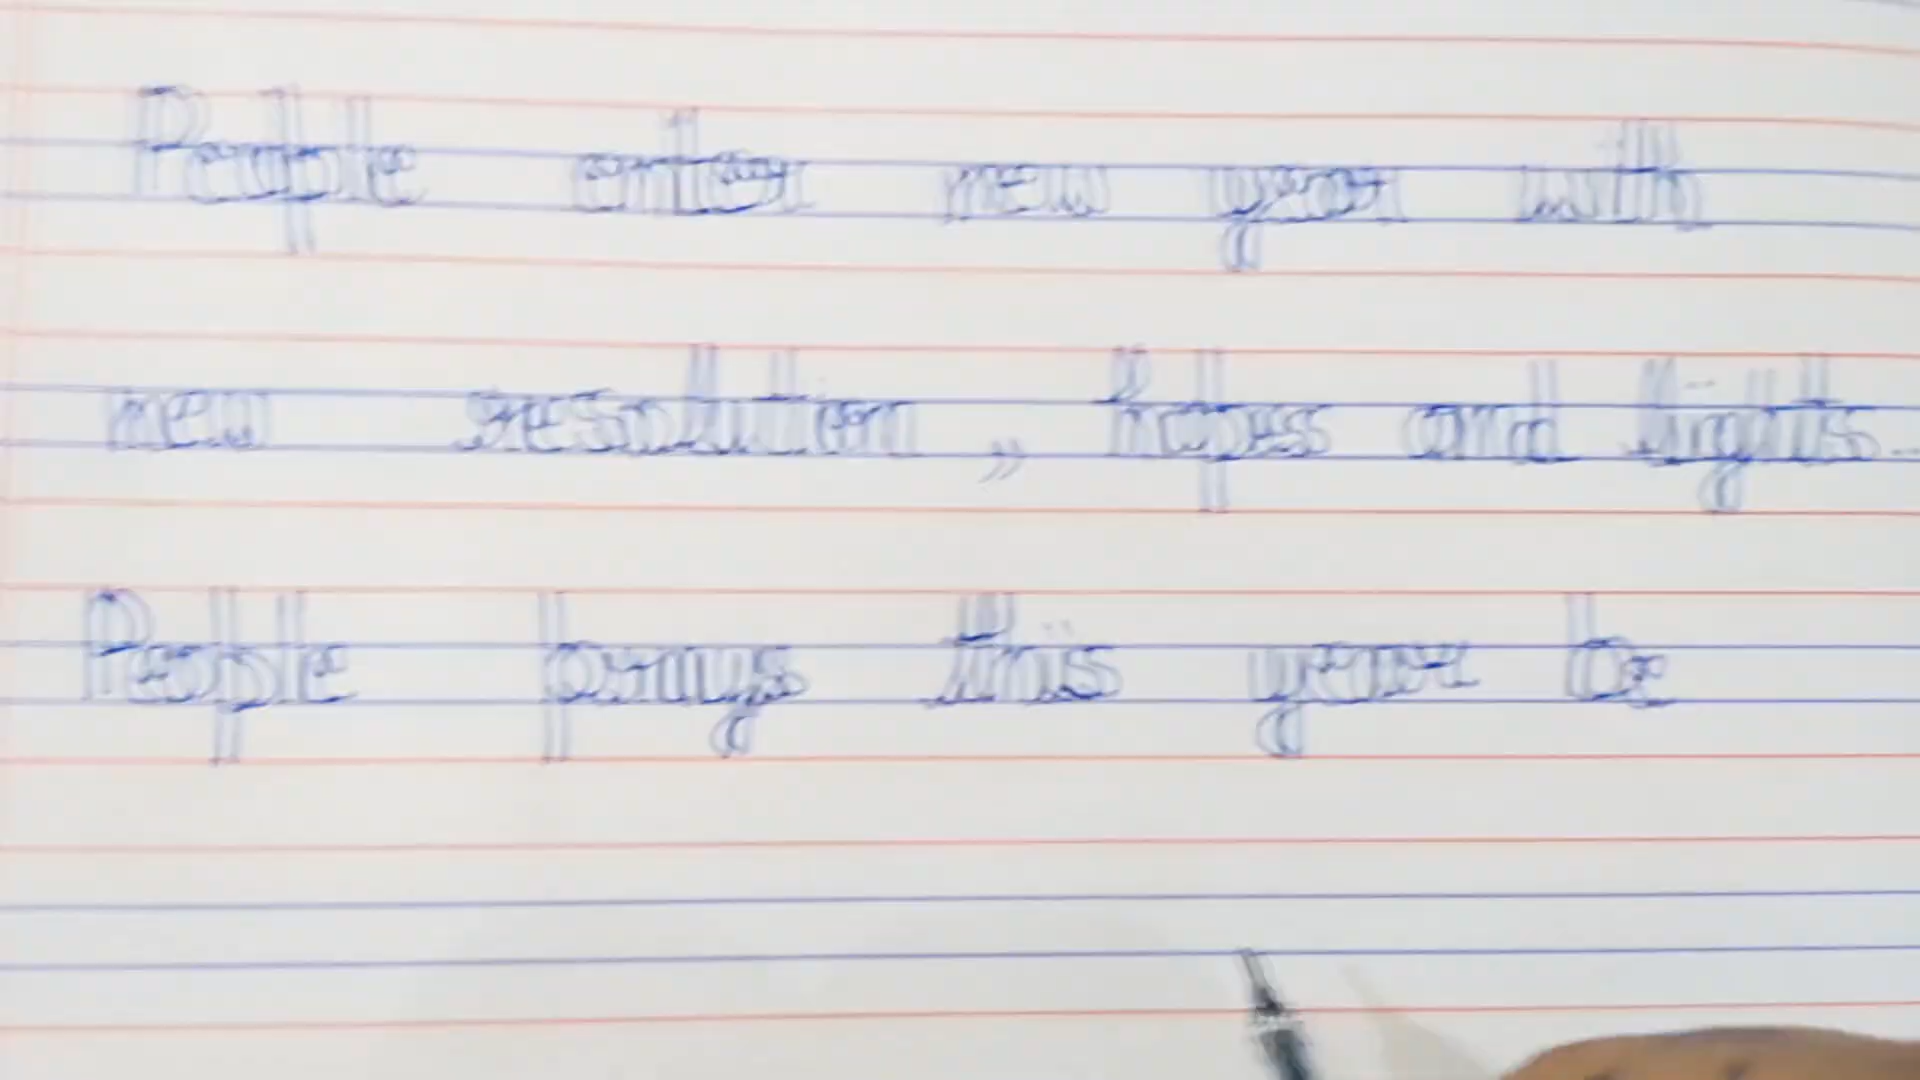 People enter new year with
new resolution, hopes and lights..
People prays this year be